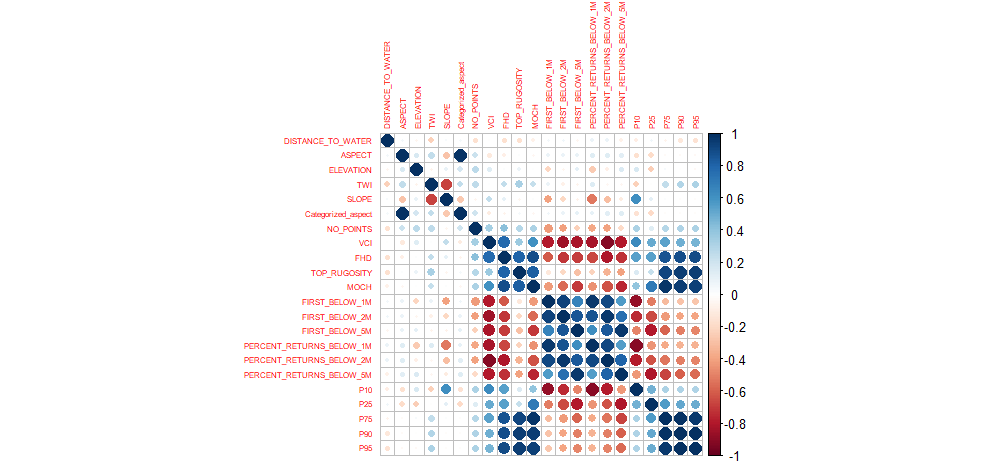 DISTANCE_TO_WATER
ASPECT
ELEVATION
TWI
SLOPE
Categorized_aspect
NO_POINTS
VCI
FHD
TOP_RUGOSITY
MOCH
FIRST_BELOW_1M
FIRST_BELOW_2M
FIRST_BELOW_5M
PERCENT_RETURNS_BELOW_1M
PERCENT_RETURNS_BELOW_2M
PERCENT_RETURNS_BELOW_5M
P10
P25
P75
P90
P95
DISTANCE_TO_WATER
ASPECT
ELEVATION
TWI
SLOPE
Categorized_aspect
NO_POINTS
VCI
FHD
TOP_RUGOSITY
MOCH
FIRST_BELOW_1M
FIRST_BELOW_2M
FIRST_BELOW_5M
PERCENT_RETURNS_BELOW_1M
PERCENT_RETURNS_BELOW_2M
PERCENT_RETURNS_BELOW_5M
P10
P25
P75
P90
P95
1
0.8
0.6
0.4
0.2
0
-0.2
-0.4
-0.6
-0.8
-1